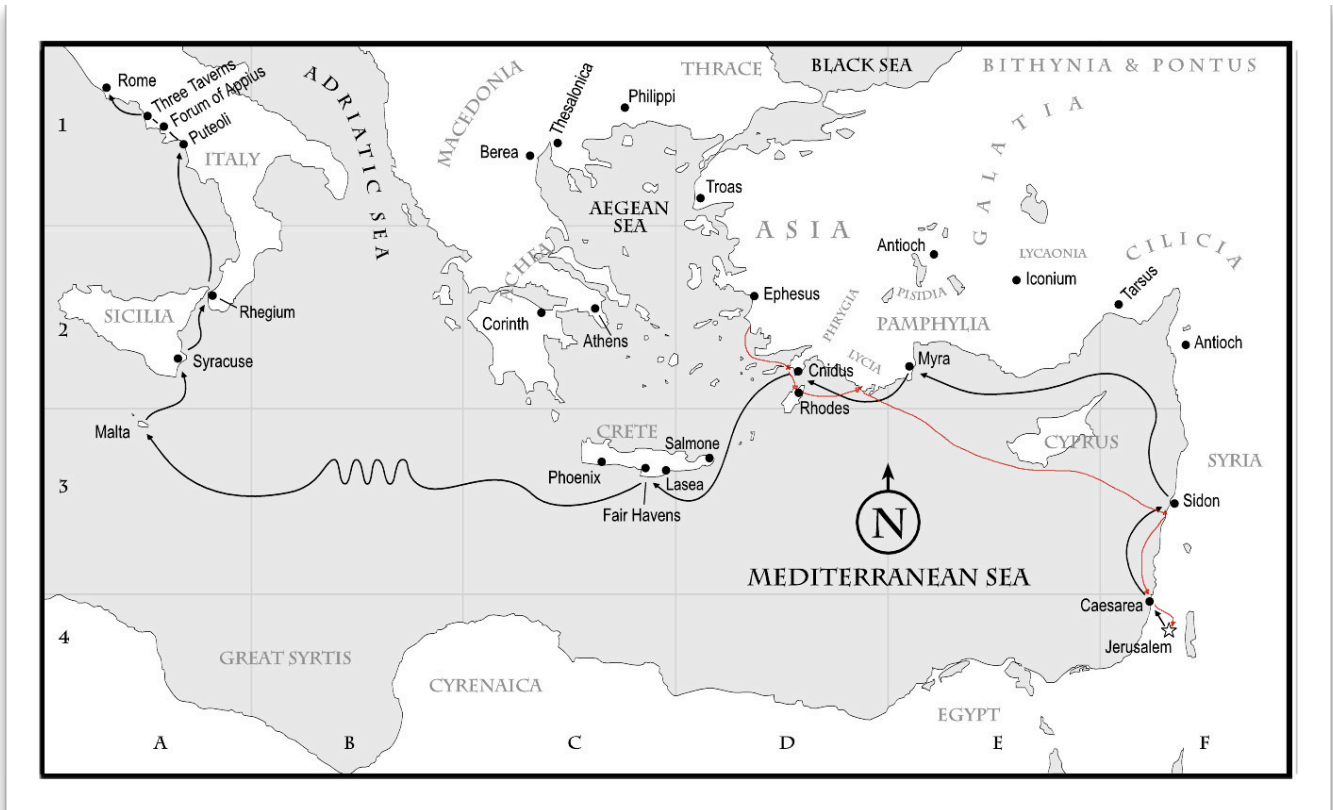 THRACE
BLACK SEA
BITHYNIA & PONTUS
ADRIATIC SEA
MACEDONIA
GALATIA
Rome
Three Taverns
Forum of Appius
Puteoli
Thesalonica
Philippi
1
Berea
ITALY
Troas
AEGEAN
SEA
ASIA
Antioch
LYCAONIA
CILICIA
ACHEA
Iconium
Tarsus
Ephesus
PISIDIA
PHRYGIA
SICILIA
Rhegium
2
Corinth
Athens
PAMPHYLIA
Antioch
Syracuse
LYCIA
Myra
Cnidus
Rhodes
Malta
CRETE
Salmone
CYPRUS
SYRIA
Phoenix
Lasea
3
Sidon
Fair Havens
N
MEDITERRANEAN SEA
Caesarea
4
Jerusalem
GREAT SYRTIS
CYRENAICA
EGYPT
A B C D E F